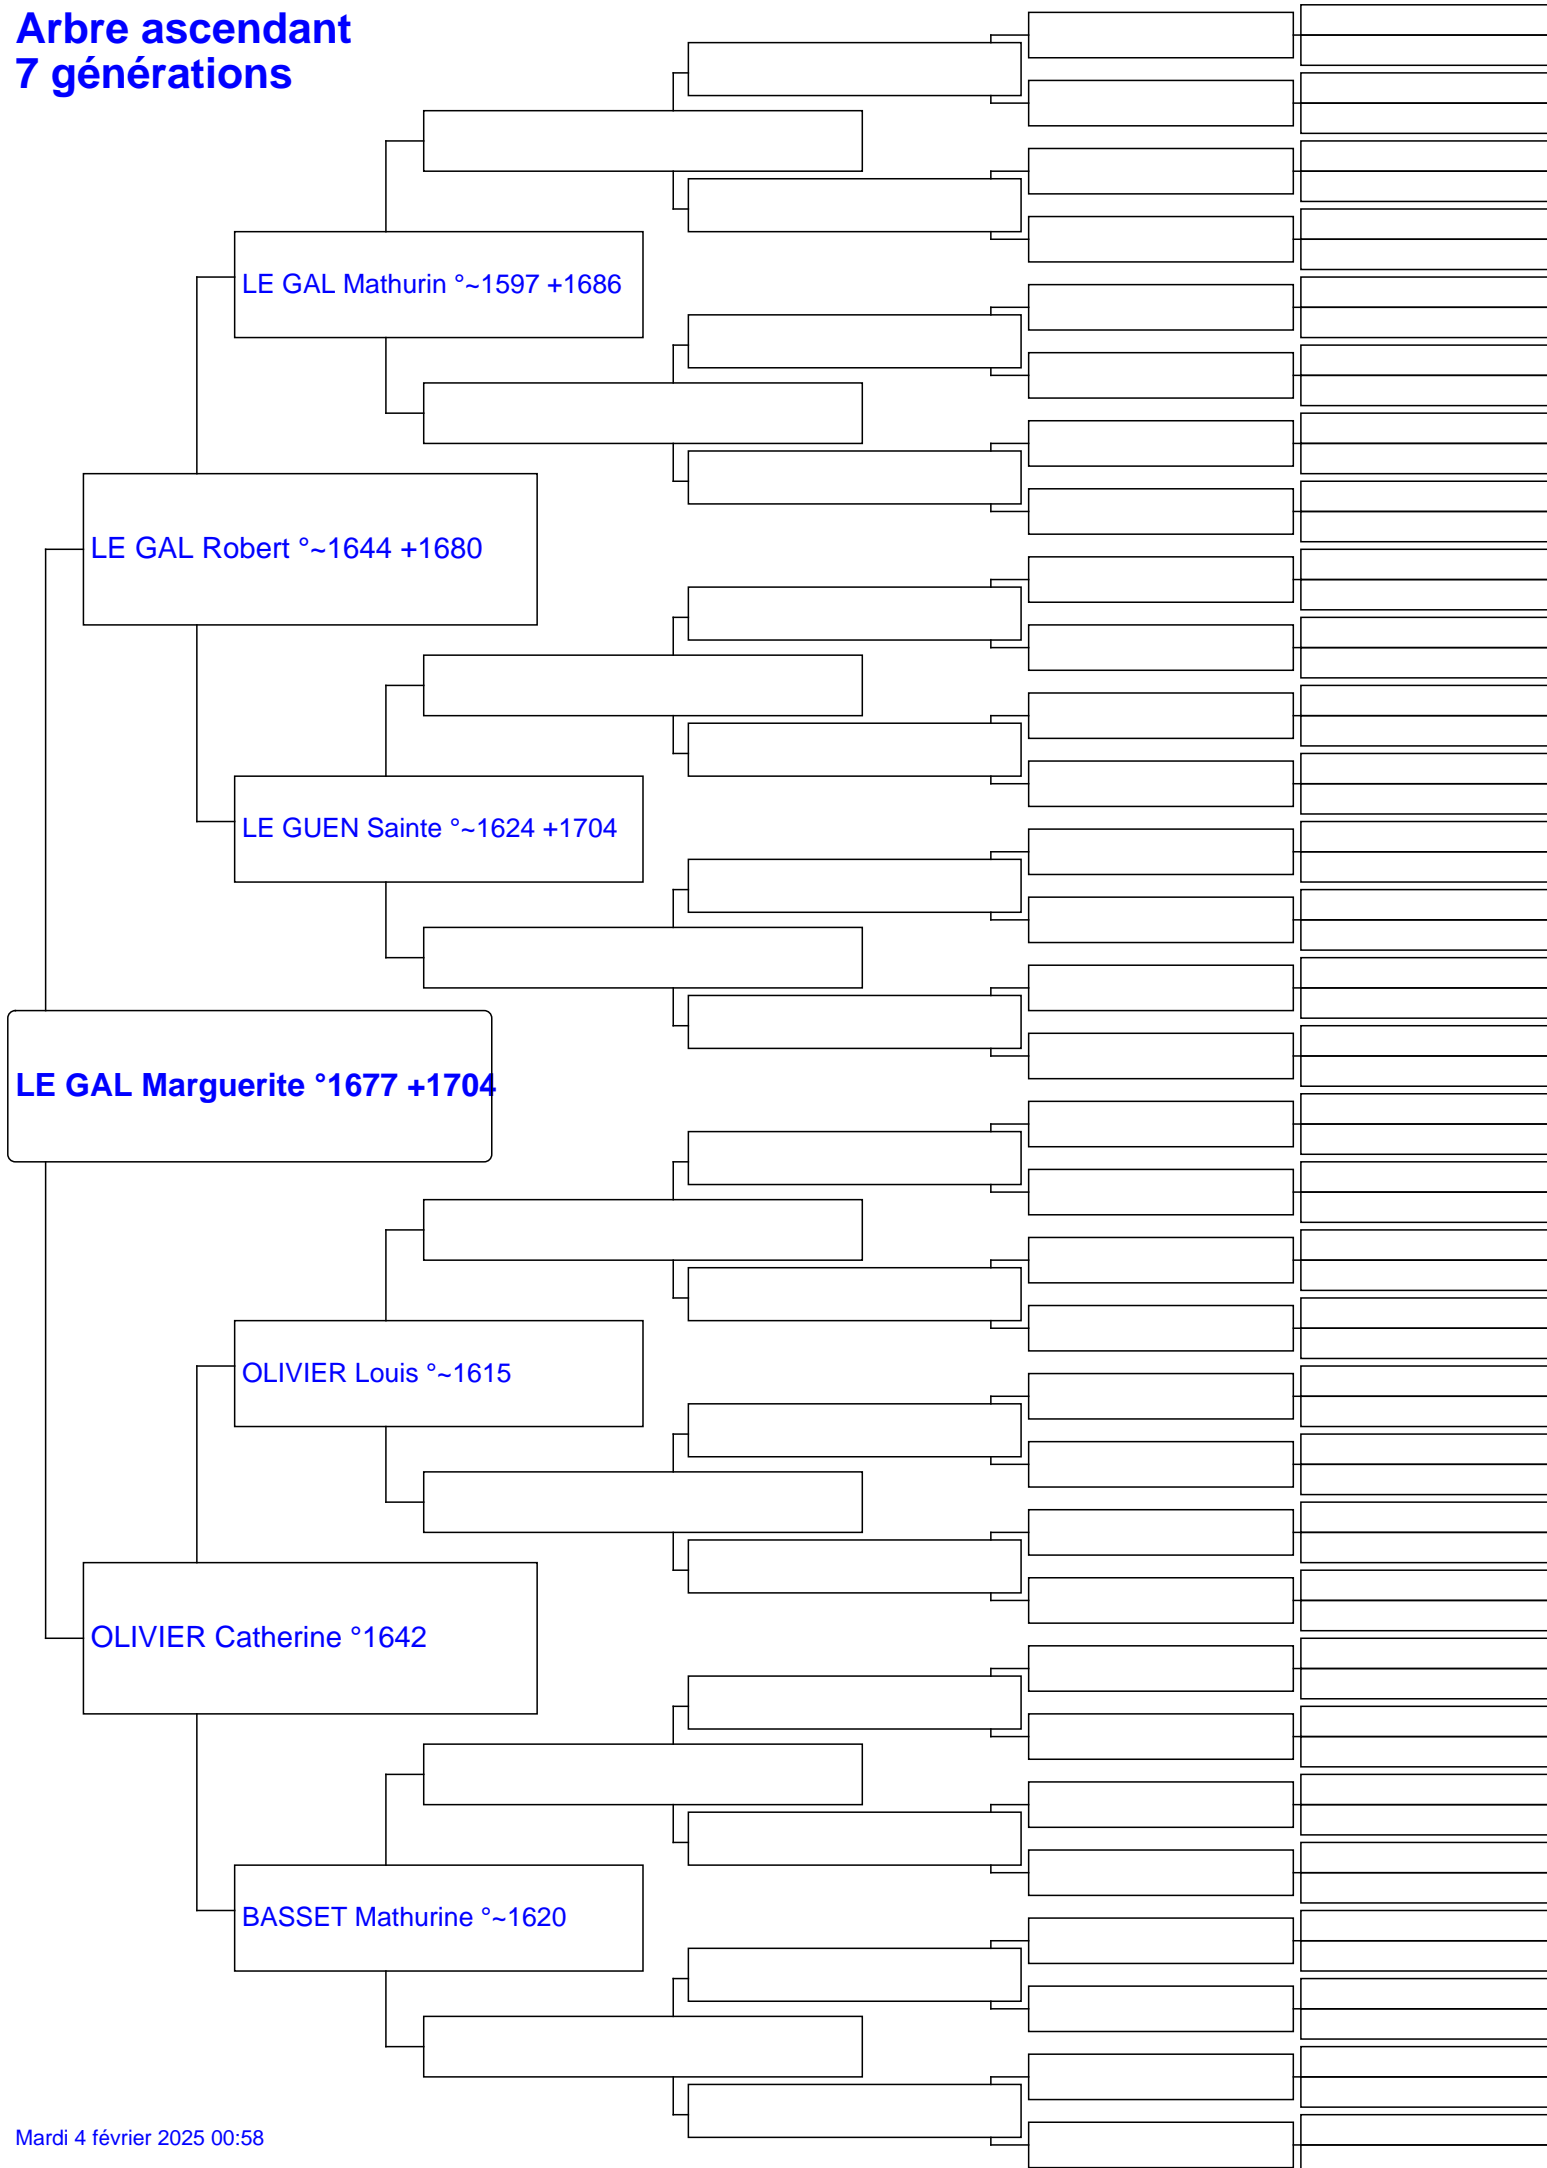 Arbre ascendant
7 générations
LE GAL Mathurin °~1597 +1686
LE GAL Robert °~1644 +1680
LE GUEN Sainte °~1624 +1704
LE GAL Marguerite °1677 +1704
OLIVIER Louis °~1615
OLIVIER Catherine °1642
BASSET Mathurine °~1620
Mardi 4 février 2025 00:58